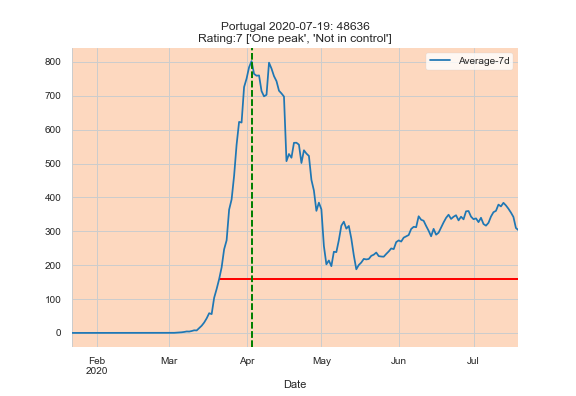 Portugal 2020-07-19: 48636
Rating:7 ['One peak', 'Not in control']
Average-7d
800
700
600
500
400
300
200
100
0
Feb
2020
Mar
Apr
May
Jun
Jul
Date